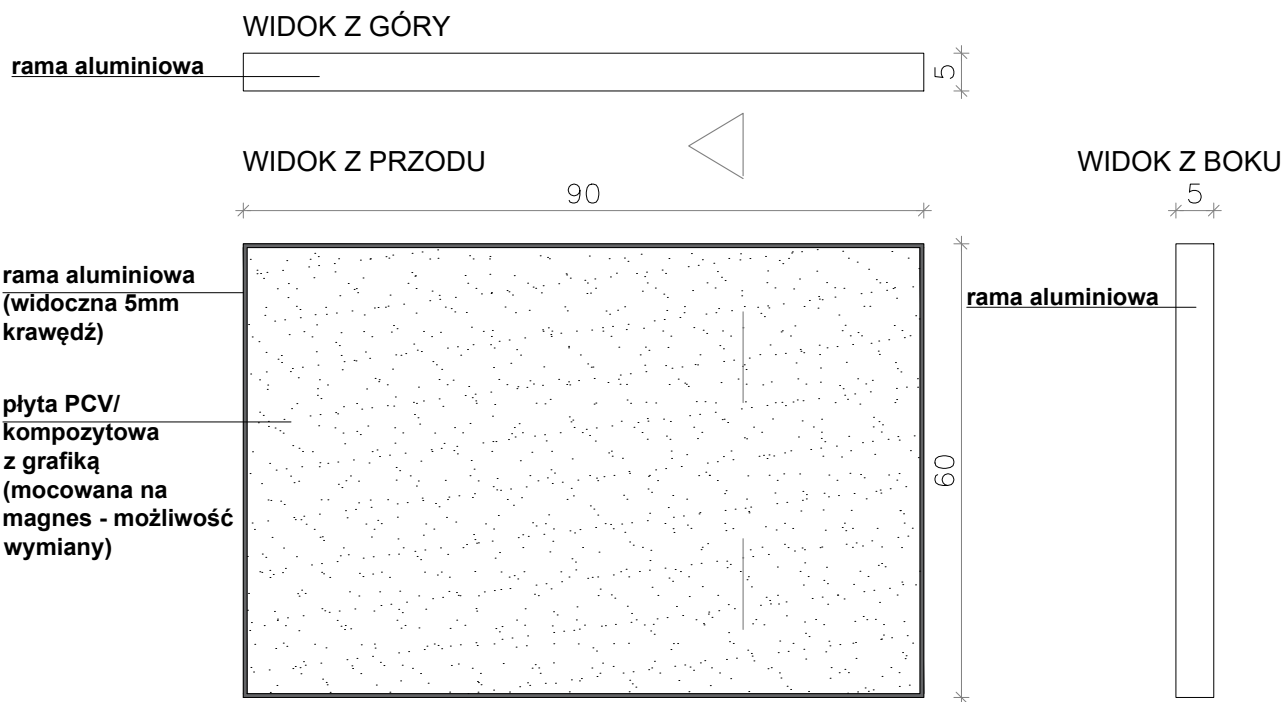 WIDOK Z GÓRY
rama aluminiowa
5
WIDOK Z PRZODU
90
rama aluminiowa
(widoczna 5mm
krawędź)
płyta PCV/
kompozytowa
z grafiką
(mocowana na
magnes - możliwość
wymiany)
60
WIDOK Z BOKU
5
rama aluminiowa